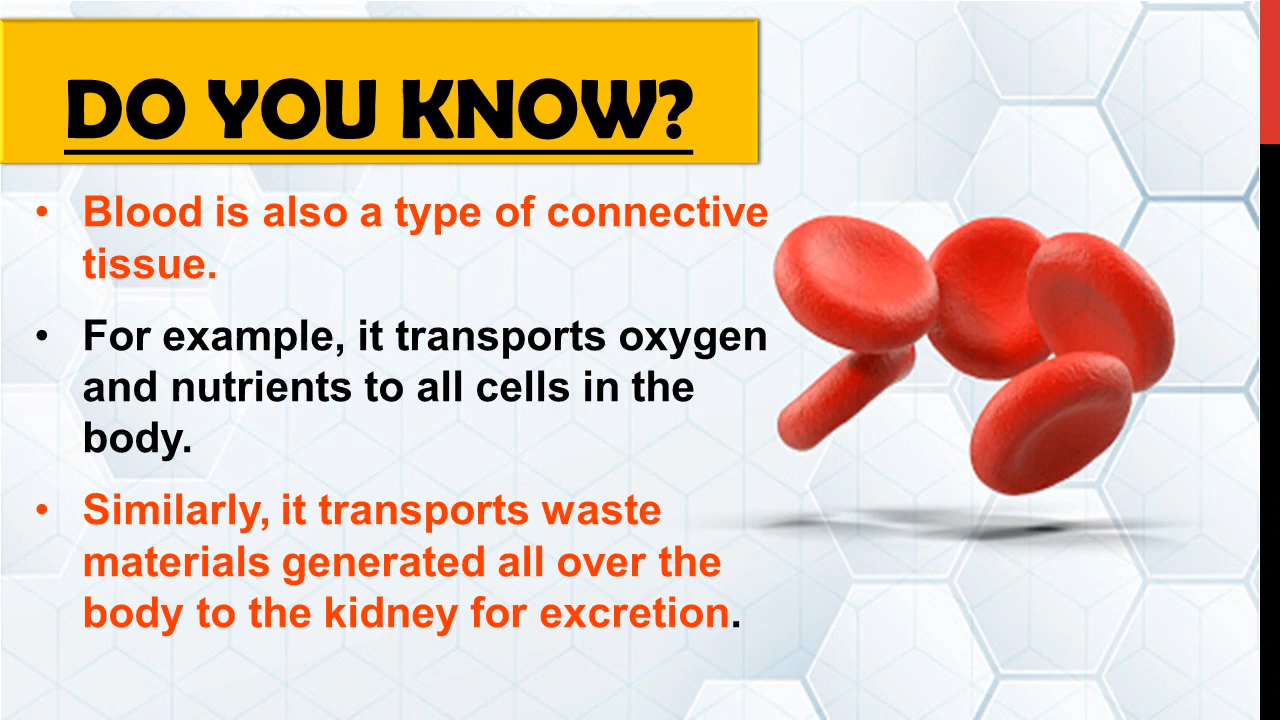 DO YOU KNOW?
• Blood is also a type of connective
tissue.
• For example, it transports oxygen
and nutrients to all cells in the
body.
• Similarly, it transports waste
materials generated all over the
body to the kidney for excretion.